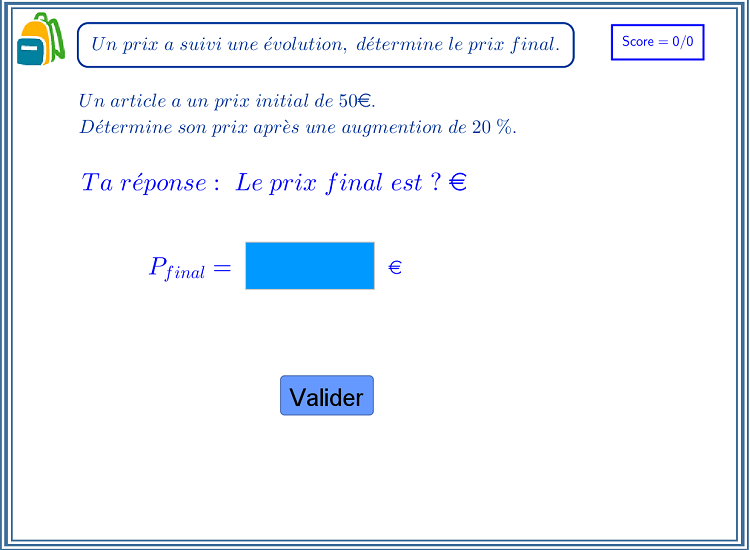 Un prix a suivi une évolution, détermine le prix final.
Score = 0/0
Un article a un prix initial de 50€.
Détermine son prix après une augmention de 20 %.
Ta réponse : Le prix final est ? €
P_{final} = €
Valider